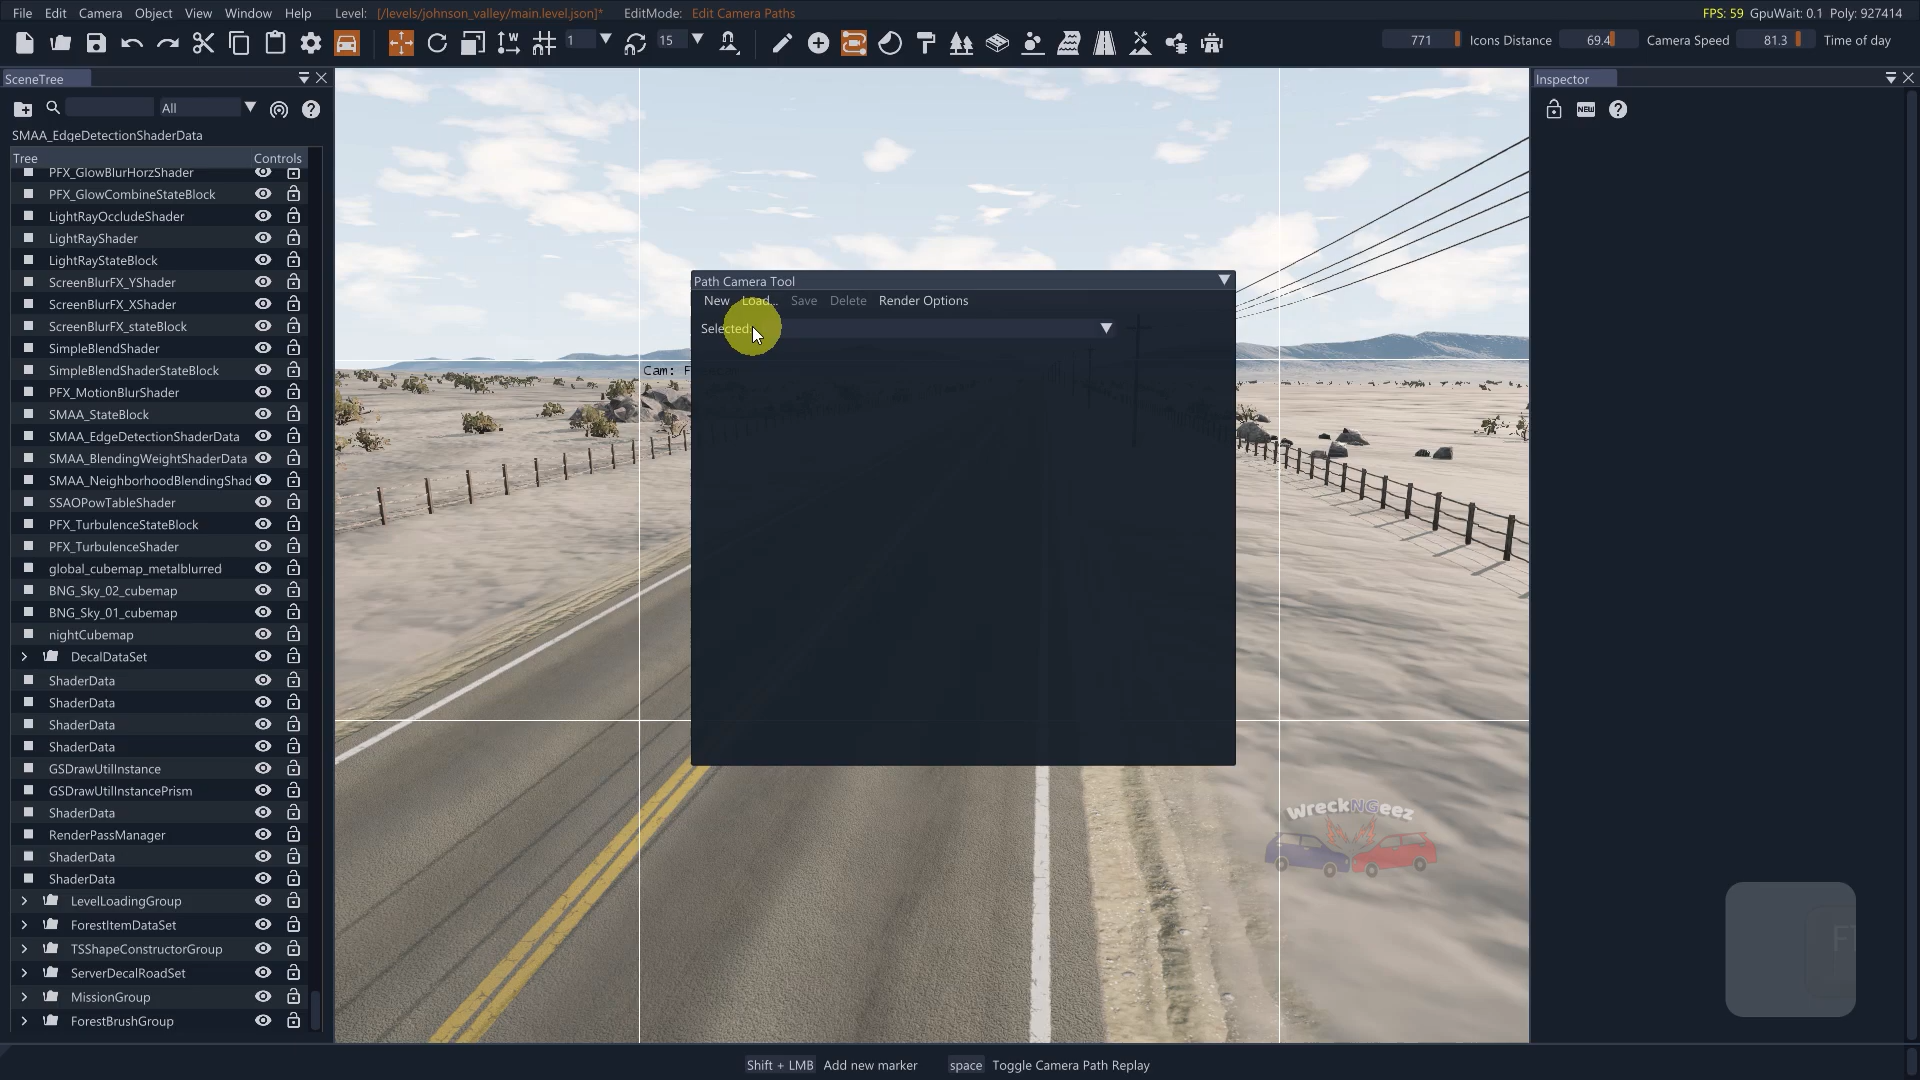 File Edit Camera Object View Window Help Level: [/levels/johnson_valley/main.level.json]* EditMode: Edit Camera Paths FPS: 59 GpuWait: 0.1 Poly: 927414
1 15 771 Icons Distance 69.4 Camera Speed 81.3 Time of day
SceneTree
All
SMAA_EdgeDetectionShaderData
Tree Controls
PFX_GlowBlurHorzShader
PFX_GlowCombineStateBlock
LightRayOccludeShader
LightRayShader
LightRayStateBlock
ScreenBlurFX_YShader
ScreenBlurFX_XShader
ScreenBlurFX_stateBlock
SimpleBlendShader
SimpleBlendShaderStateBlock
PFX_MotionBlurShader
SMAA_StateBlock
SMAA_EdgeDetectionShaderData
SMAA_BlendingWeightShaderData
SMAA_NeighborhoodBlendingShad
SSAOPowTableShader
PFX_TurbulenceStateBlock
PFX_TurbulenceShader
global_cubemap_metalblurred
BNG_Sky_02_cubemap
BNG_Sky_01_cubemap
nightCubemap
DecalDataSet
ShaderData
ShaderData
ShaderData
ShaderData
GSDrawUtilInstance
GSDrawUtilInstancePrism
ShaderData
RenderPassManager
ShaderData
ShaderData
LevelLoadingGroup
ForestItemDataSet
TSShapeConstructorGroup
ServerDecalRoadSet
MissionGroup
ForestBrushGroup
Path Camera Tool
New Load... Save Delete Render Options
Selected:
Cam:
WreckNGeez
Inspector
NEW
Shift + LMB Add new marker space Toggle Camera Path Replay